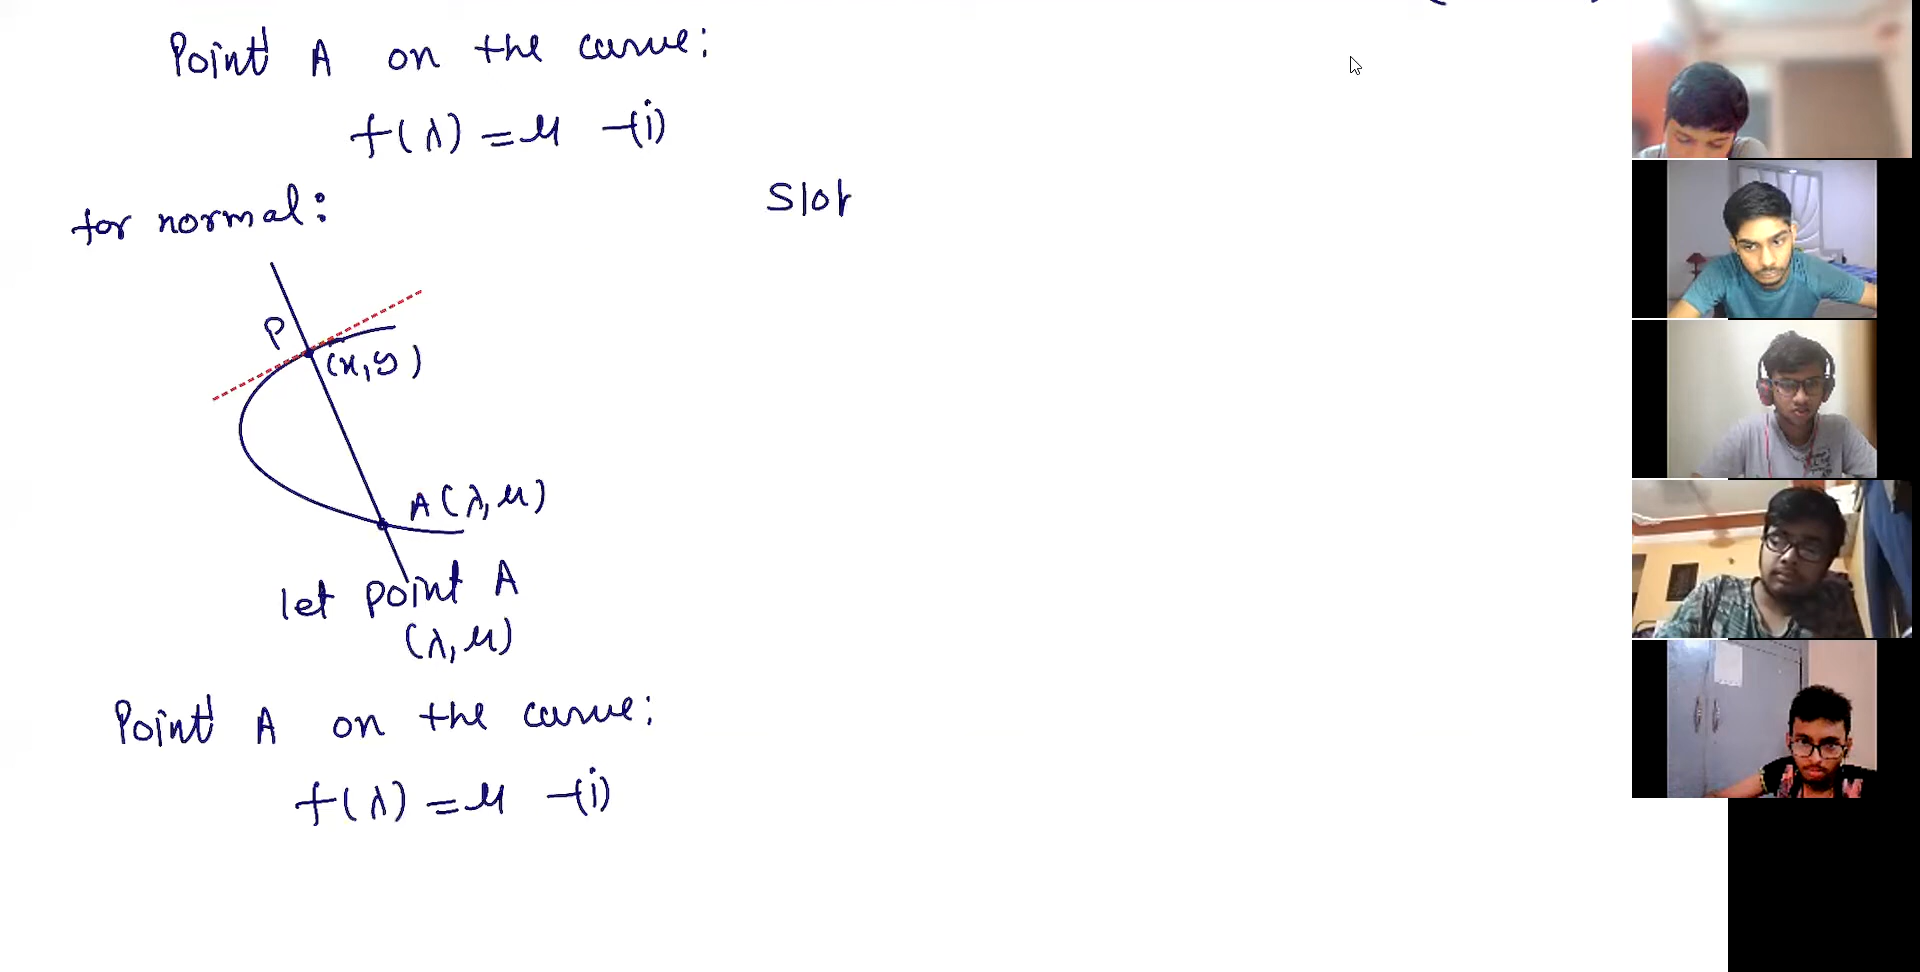 Point A on the curve:
f(λ) = μ -(i)
for normal:
Slop
P
(x,y)
A(λ,μ)
let point A
(λ,μ)
Point A on the curve:
f(λ) = μ -(i)